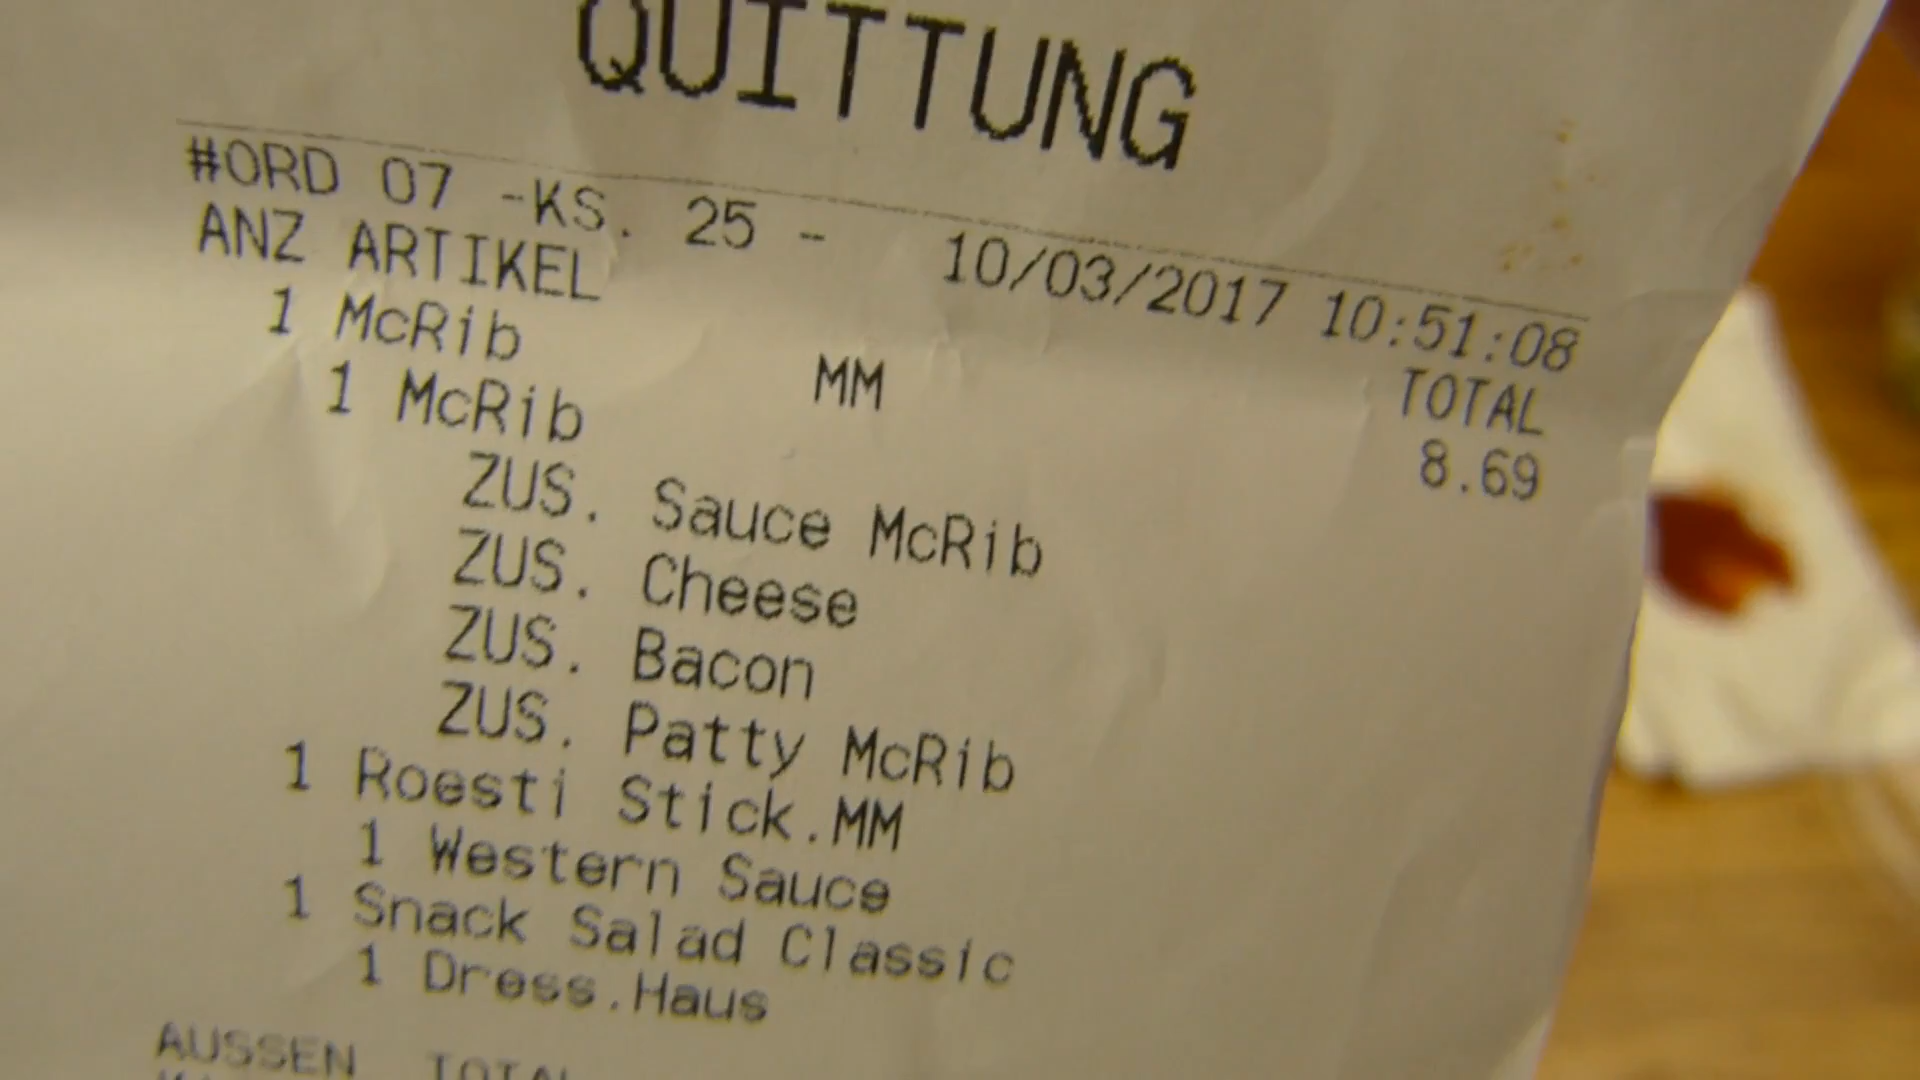 QUITTUNG
#ORD 07 -KS. 25 - 10/03/2017 10:51:08
ANZ ARTIKEL TOTAL
1 McRib MM 8.69
1 McRib
ZUS. Sauce McRib
ZUS. Cheese
ZUS. Bacon
ZUS. Patty McRib
1 Roesti Stick.MM
1 Western Sauce
1 Snack Salad Classic
1 Dress.Haus
AUSSEN TOTAL